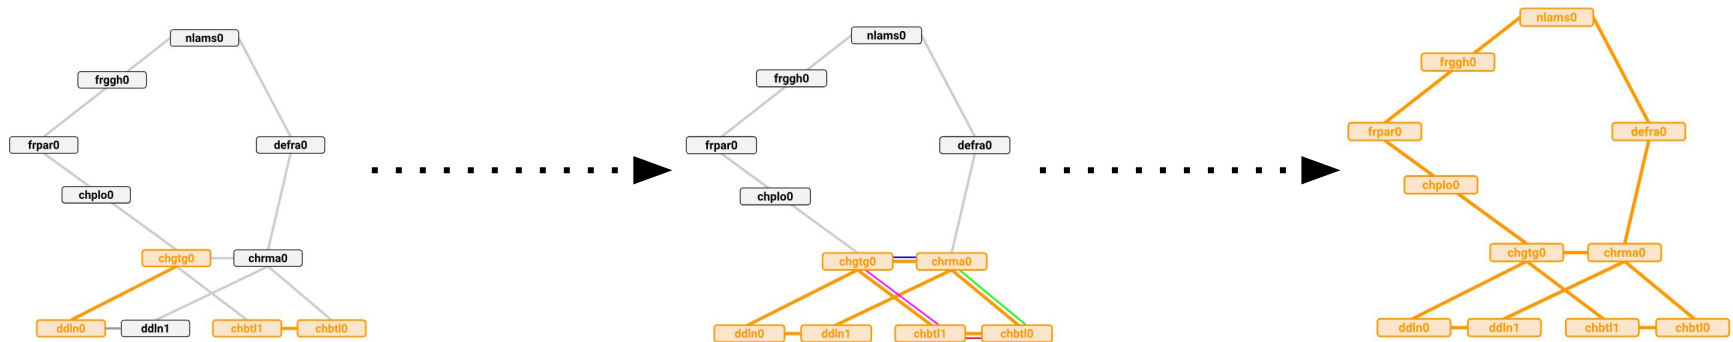 nlams0
frggh0
frpar0
defra0
chplo0
chgtg0
chrma0
ddln0
ddln1
chbtl1
chbtl0
nlams0
frggh0
frpar0
defra0
chplo0
chgtg0
chrma0
ddln0
ddln1
chbtl1
chbtl0
nlams0
frggh0
frpar0
defra0
chplo0
chgtg0
chrma0
ddln0
ddln1
chbtl1
chbtl0